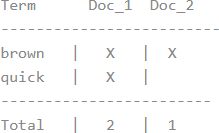 Term Doc_1 Doc_2
-------------------------
brown | X | X
quick | X |
------------------------
Total | 2 | 1